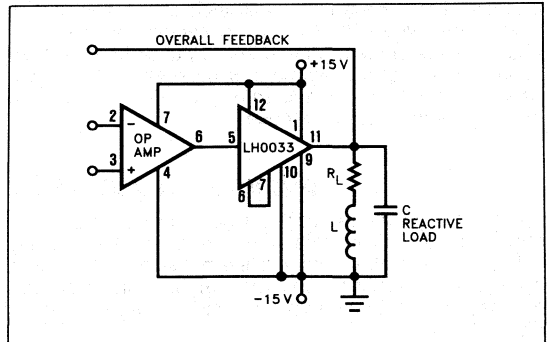 OVERALL FEEDBACK
+15 V
12
7
2
-
OP
AMP
6
5
LH0033
1
11
3
+
4
10
9
7
6
RL
L
C
REACTIVE
LOAD
-15 V